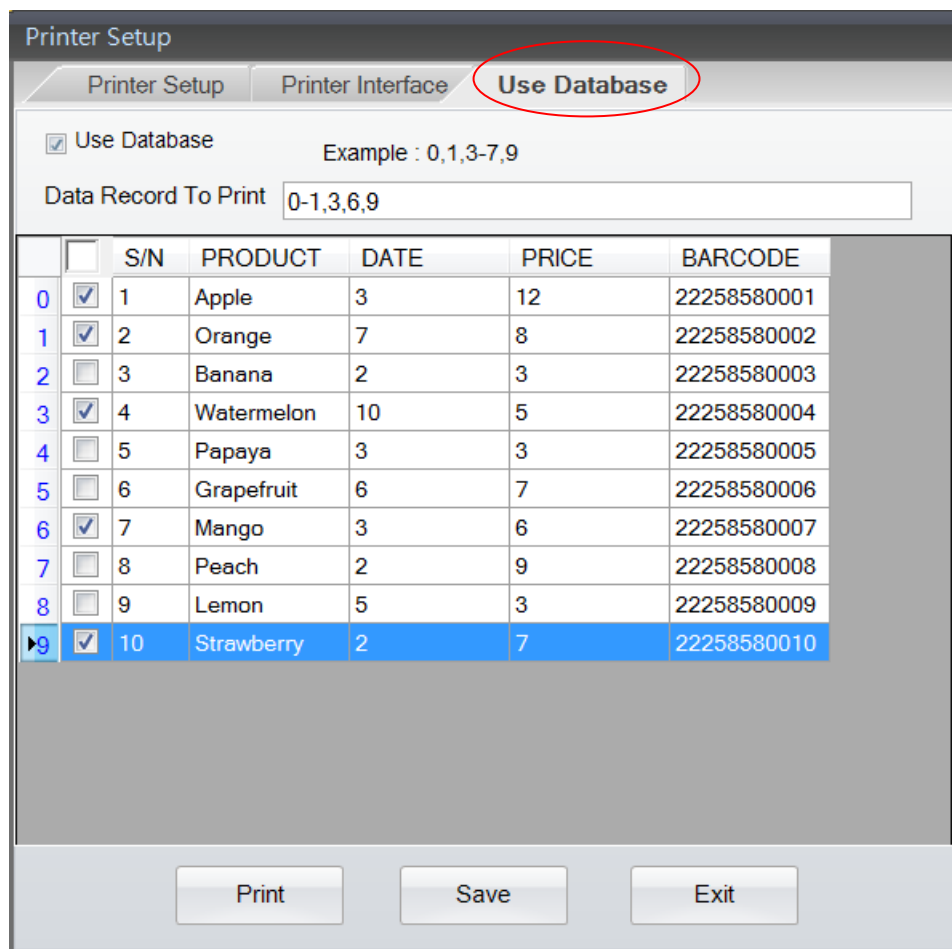 Printer Setup
Printer Setup Printer Interface Use Database
Use Database Example : 0,1,3-7,9
Data Record To Print 0-1,3,6,9
S/N PRODUCT DATE PRICE BARCODE
0 1 Apple 3 12 22258580001
1 2 Orange 7 8 22258580002
2 3 Banana 2 3 22258580003
3 4 Watermelon 10 5 22258580004
4 5 Papaya 3 3 22258580005
5 6 Grapefruit 6 7 22258580006
6 7 Mango 3 6 22258580007
7 8 Peach 2 9 22258580008
8 9 Lemon 5 3 22258580009
9 10 Strawberry 2 7 22258580010
Print Save Exit